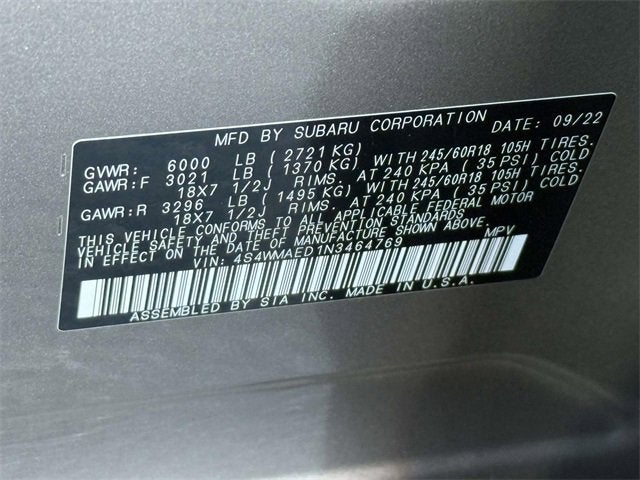 MFD BY SUBARU CORPORATION DATE: 09/22
GVWR: 6000 LB ( 2721 KG)
GAWR:F 3021 LB ( 1370 KG) WITH 245/60R18 105H TIRES.
18X7 1/2J RIMS. AT 240 KPA ( 35 PSI) COLD
GAWR:R 3296 LB ( 1495 KG) WITH 245/60R18 105H TIRES.
18X7 1/2J RIMS. AT 240 KPA ( 35 PSI) COLD
THIS VEHICLE CONFORMS TO ALL APPLICABLE FEDERAL MOTOR
VEHICLE SAFETY AND THEFT PREVENTION STANDARDS
IN EFFECT ON THE DATE OF MANUFACTURE SHOWN ABOVE.
VIN: 4S4WMAED1N3464769 MPV
ASSEMBLED BY SIA INC. MADE IN U.S.A.